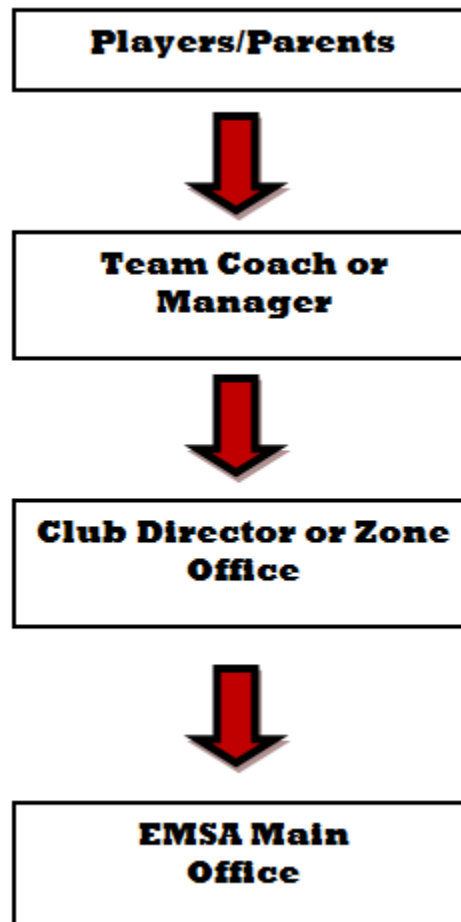 Players/Parents
Team Coach or
Manager
Club Director or Zone
Office
EMSA Main
Office